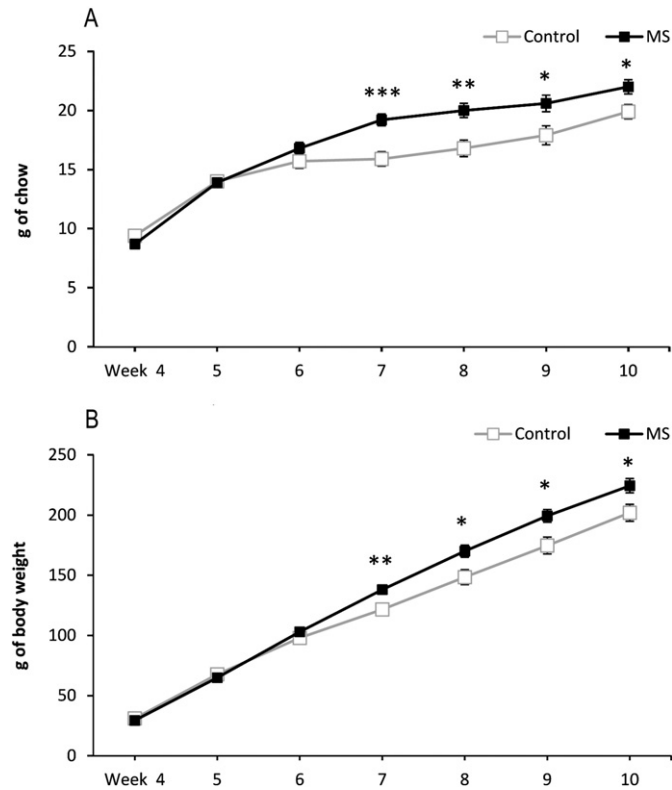 A
Control MS
25
20
15
10
5
0
g of chow
*** ** * *
Week 4 5 6 7 8 9 10
B
Control MS
250
200
150
100
50
0
g of body weight
** * * *
Week 4 5 6 7 8 9 10